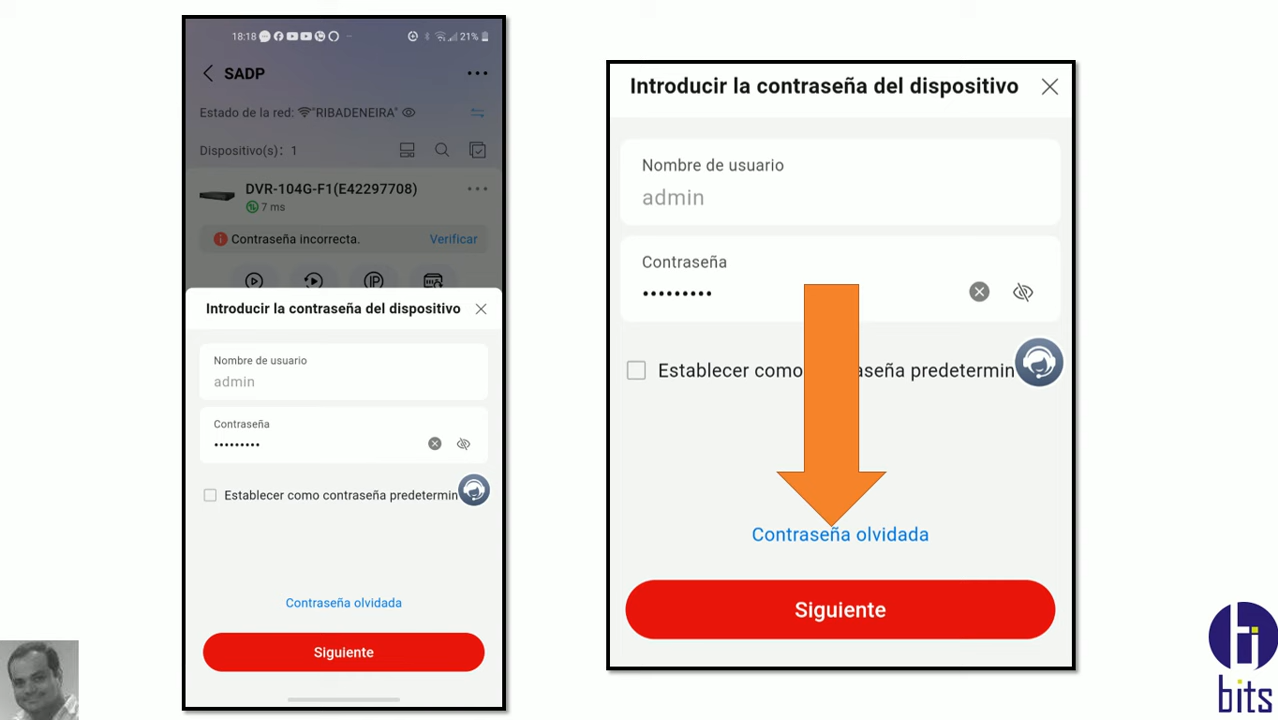 18:18
21%
SADP
Estado de la red: "RIBADENEIRA"
Dispositivo(s): 1
DVR-104G-F1(E42297708)
7 ms
Contraseña incorrecta. Verificar
IP
Introducir la contraseña del dispositivo
Nombre de usuario
admin
Contraseña
•••••••••
Establecer como contraseña predetermin
Contraseña olvidada
Siguiente
Introducir la contraseña del dispositivo
Nombre de usuario
admin
Contraseña
•••••••••
Establecer como aseña predetermin
Contraseña olvidada
Siguiente
bits